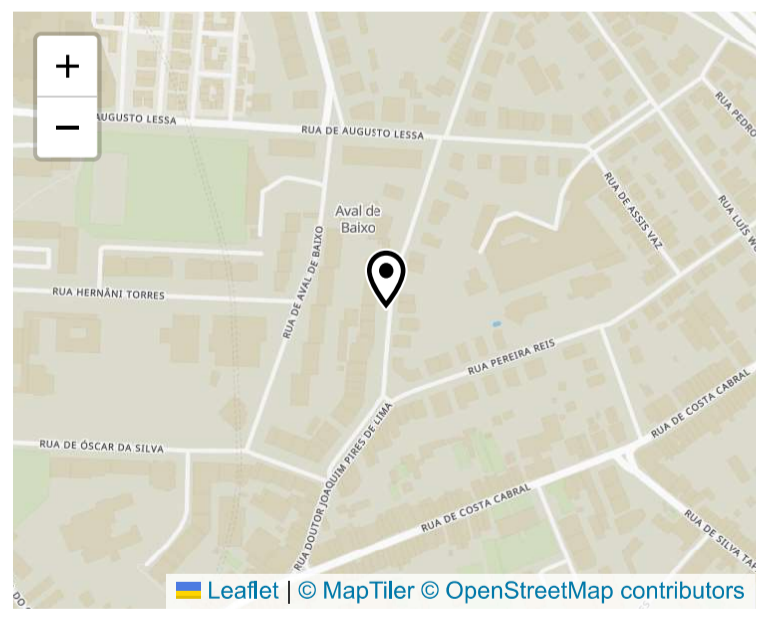 +
−
AUGUSTO LESSA
RUA DE AUGUSTO LESSA
RUA PEDRO
RUA DE ASSIS VAZ
RUA LUÍS W
Aval de
Baixo
RUA DE AVAL DE BAIXO
RUA HERNÂNI TORRES
RUA PEREIRA REIS
RUA DE COSTA CABRAL
RUA DOUTOR JOAQUIM PIRES DE LIMA
RUA DE ÓSCAR DA SILVA
RUA DE COSTA CABRAL
RUA DE SILVA TAP
DO
Leaflet | © MapTiler © OpenStreetMap contributors